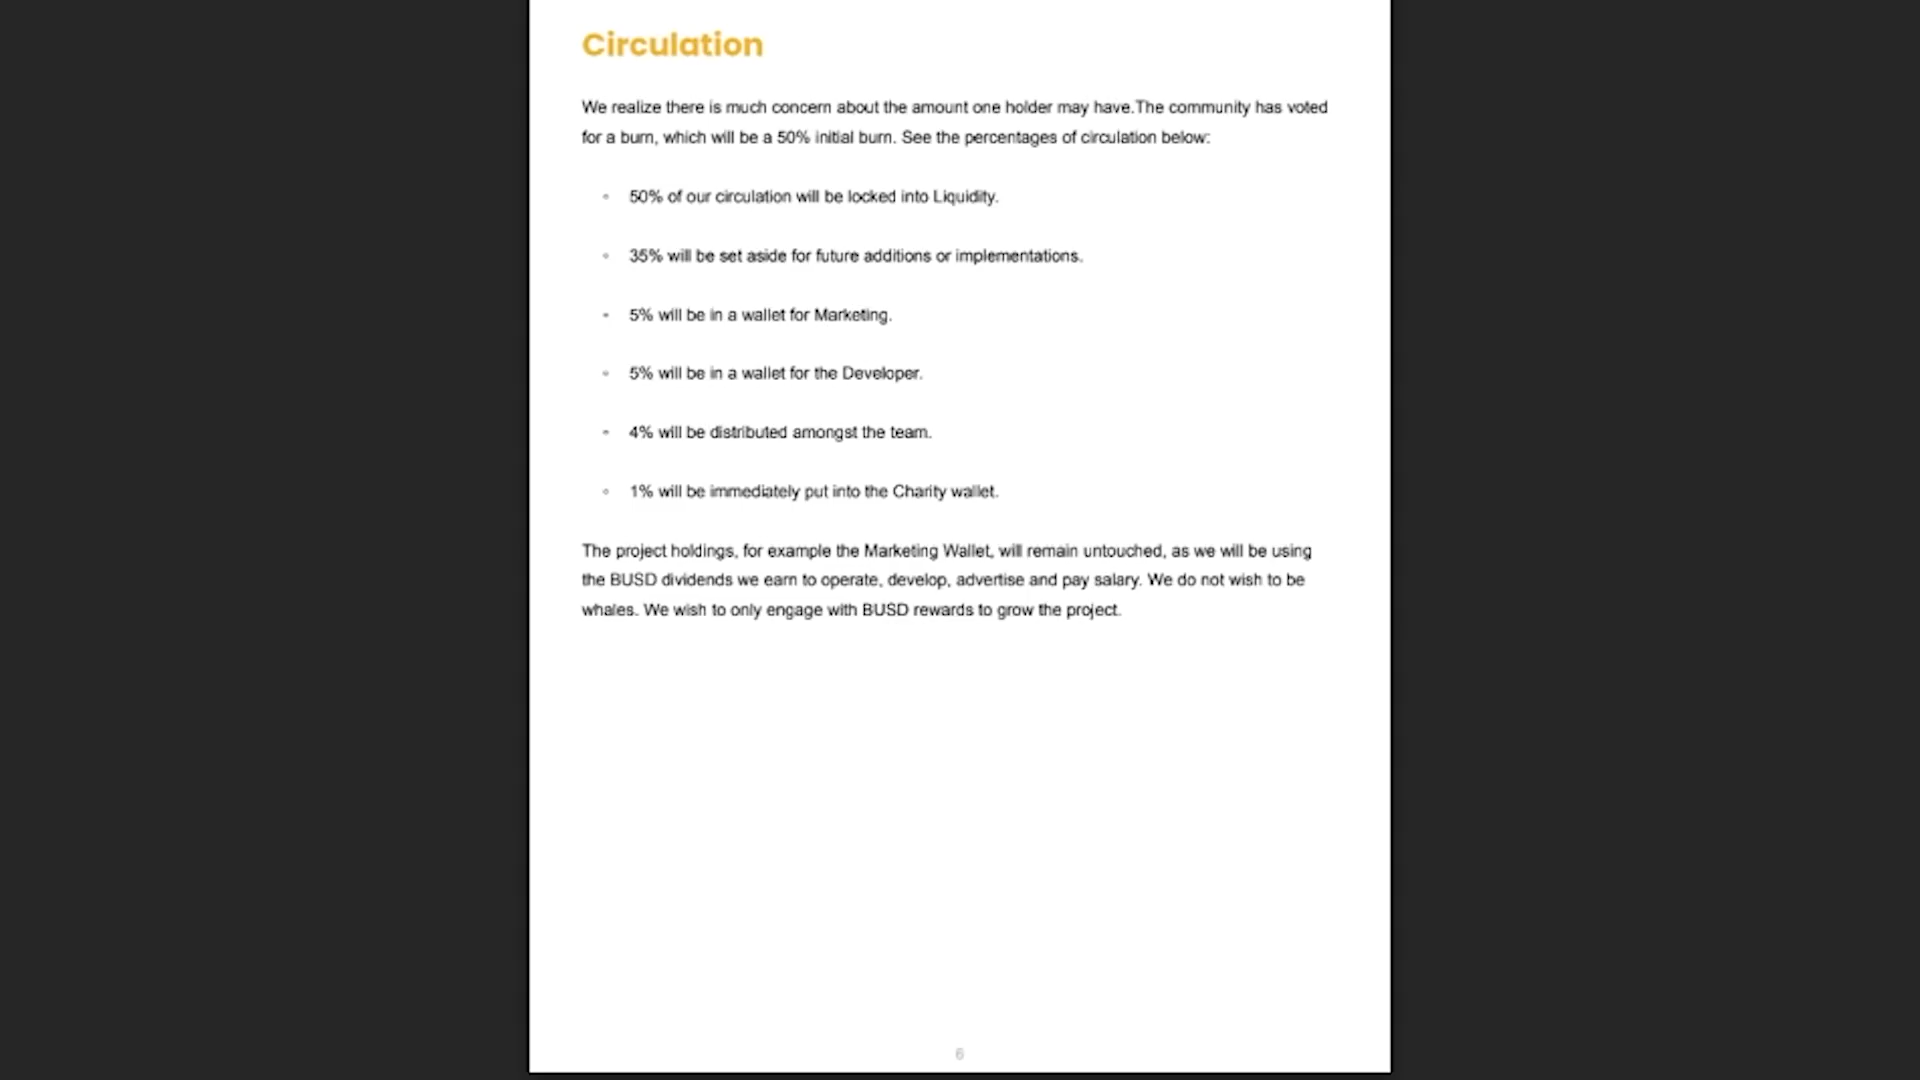 Circulation
We realize there is much concern about the amount one holder may have.The community has voted
for a burn, which will be a 50% initial burn. See the percentages of circulation below:
50% of our circulation will be locked into Liquidity.
35% will be set aside for future additions or implementations.
5% will be in a wallet for Marketing.
5% will be in a wallet for the Developer.
4% will be distributed amongst the team.
1% will be immediately put into the Charity wallet.
The project holdings, for example the Marketing Wallet, will remain untouched, as we will be using
the BUSD dividends we earn to operate, develop, advertise and pay salary. We do not wish to be
whales. We wish to only engage with BUSD rewards to grow the project.
6